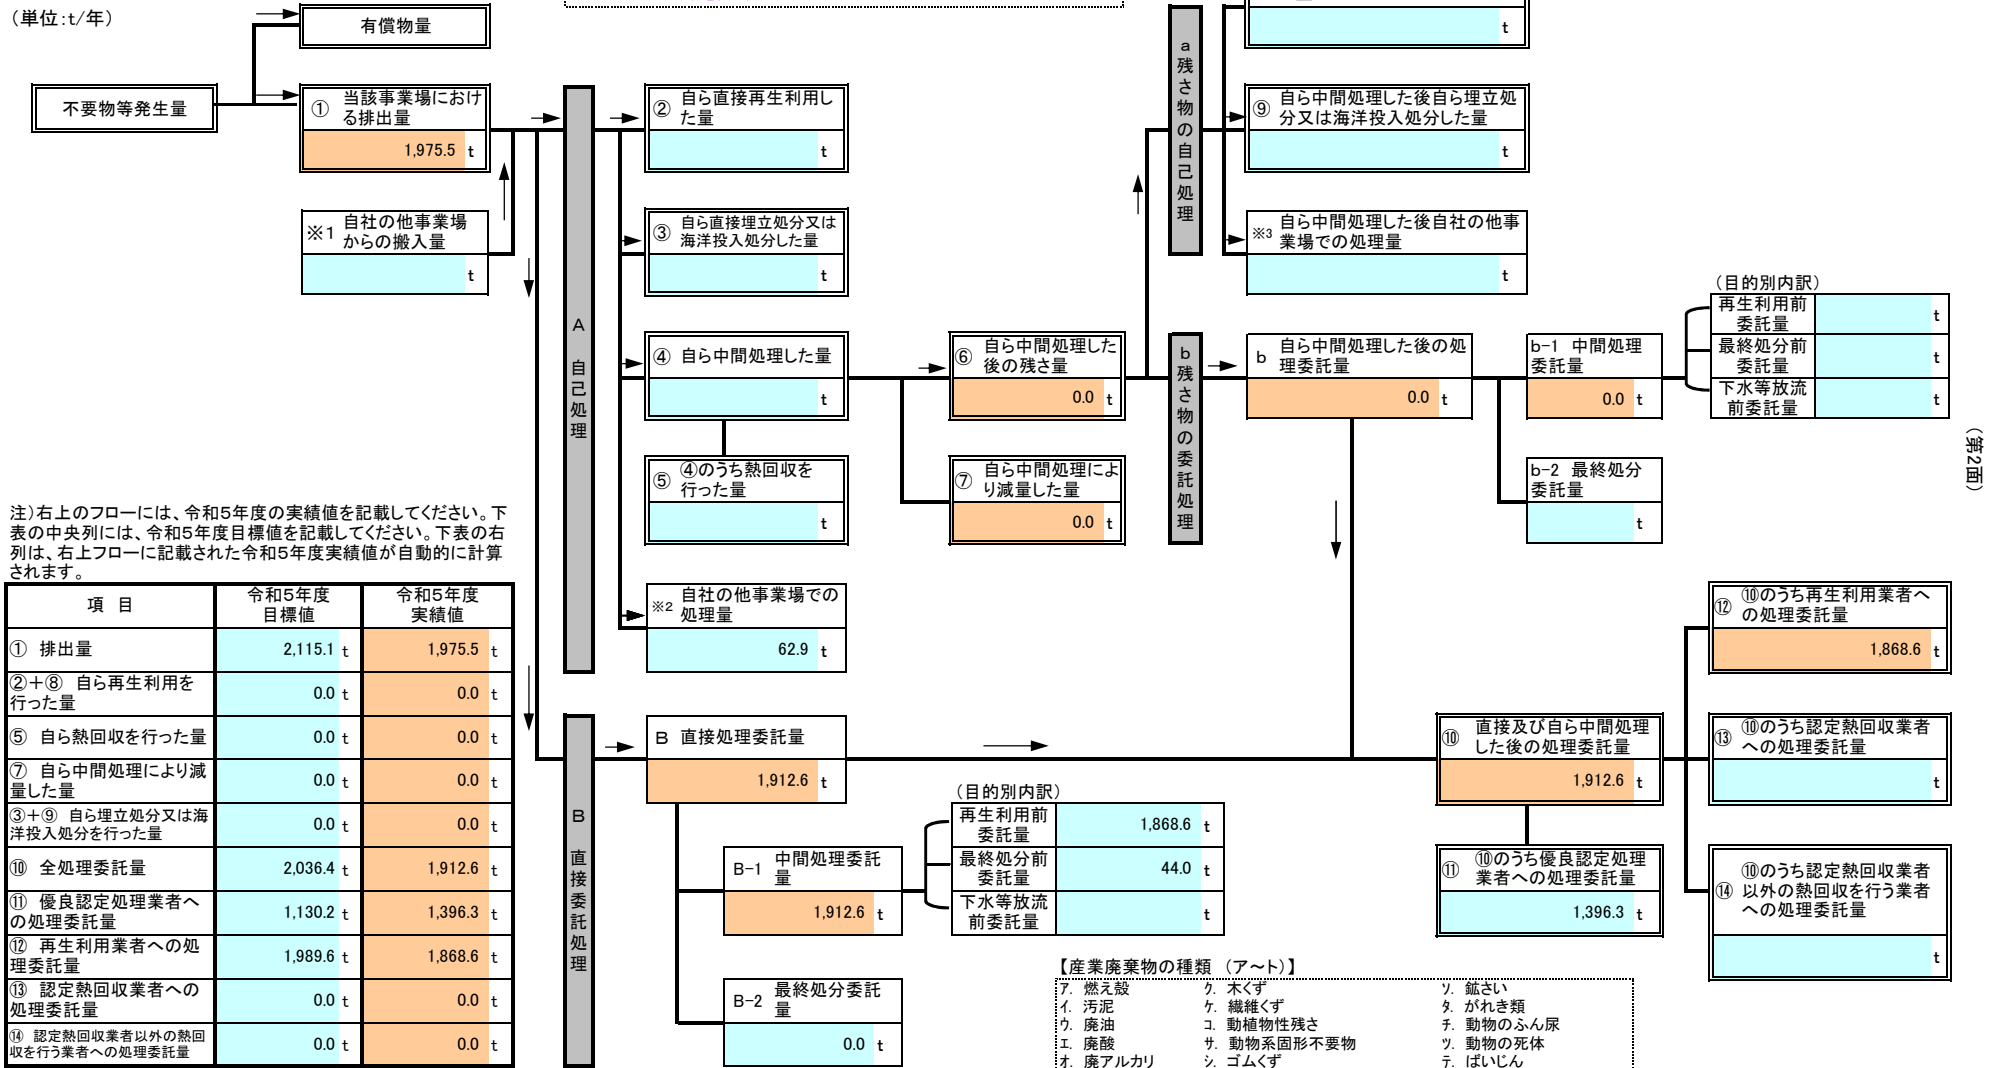 （単位：t/年）
有償物量
不要物等発生量
① 当該事業場におけ
る排出量
1,975.5 t
※1 自社の他事業場
からの搬入量
t
A 自己処理
② 自ら直接再生利用し
た量
t
③ 自ら直接埋立処分又は
海洋投入処分した量
t
④ 自ら中間処理した量
t
⑤ ④のうち熱回収を
行った量
t
※2 自社の他事業場での
処理量
62.9 t
⑥ 自ら中間処理した
後の残さ量
0.0 t
⑦ 自ら中間処理によ
り減量した量
0.0 t
a 残さ物の自己処理
t
⑨ 自ら中間処理した後自ら埋立処
分又は海洋投入処分した量
t
※3 自ら中間処理した後自社の他事
業場での処理量
t
b 残さ物の委託処理
b 自ら中間処理した後の処
理委託量
0.0 t
b-1 中間処理
委託量
0.0 t
b-2 最終処分
委託量
t
（目的別内訳）
再生利用前
委託量
t
最終処分前
委託量
t
下水等放流
前委託量
t
（第2面）
注）右上のフローには、令和5年度の実績値を記載してください。下
表の中央列には、令和5年度目標値を記載してください。下表の右
列は、右上フローに記載された令和5年度実績値が自動的に計算
されます。
項 目 令和5年度
目標値 令和5年度
実績値
① 排出量 2,115.1 t 1,975.5 t
②＋⑧ 自ら再生利用を
行った量 0.0 t 0.0 t
⑤ 自ら熱回収を行った量 0.0 t 0.0 t
⑦ 自ら中間処理により減
量した量 0.0 t 0.0 t
③＋⑨ 自ら埋立処分又は海
洋投入処分を行った量 0.0 t 0.0 t
⑩ 全処理委託量 2,036.4 t 1,912.6 t
⑪ 優良認定処理業者へ
の処理委託量 1,130.2 t 1,396.3 t
⑫ 再生利用業者への処
理委託量 1,989.6 t 1,868.6 t
⑬ 認定熱回収業者への
処理委託量 0.0 t 0.0 t
⑭ 認定熱回収業者以外の熱回
収を行う業者への処理委託量 0.0 t 0.0 t
B 直接委託処理
B 直接処理委託量
1,912.6 t
B-1 中間処理委託
量
1,912.6 t
B-2 最終処分委託
量
0.0 t
（目的別内訳）
再生利用前
委託量
1,868.6 t
最終処分前
委託量
44.0 t
下水等放流
前委託量
t
⑩ 直接及び自ら中間処理
した後の処理委託量
1,912.6 t
⑪ ⑩のうち優良認定処理
業者への処理委託量
1,396.3 t
⑫ ⑩のうち再生利用業者へ
の処理委託量
1,868.6 t
⑬ ⑩のうち認定熱回収業者
への処理委託量
t
⑭ ⑩のうち認定熱回収業者
以外の熱回収を行う業者
への処理委託量
t
【産業廃棄物の種類 （ア～ト）】
ア. 燃え殻 ク. 木くず ソ. 鉱さい
イ. 汚泥 ケ. 繊維くず タ. がれき類
ウ. 廃油 コ. 動植物性残さ チ. 動物のふん尿
エ. 廃酸 サ. 動物系固形不要物 ツ. 動物の死体
オ. 廃アルカリ シ. ゴムくず テ. ばいじん